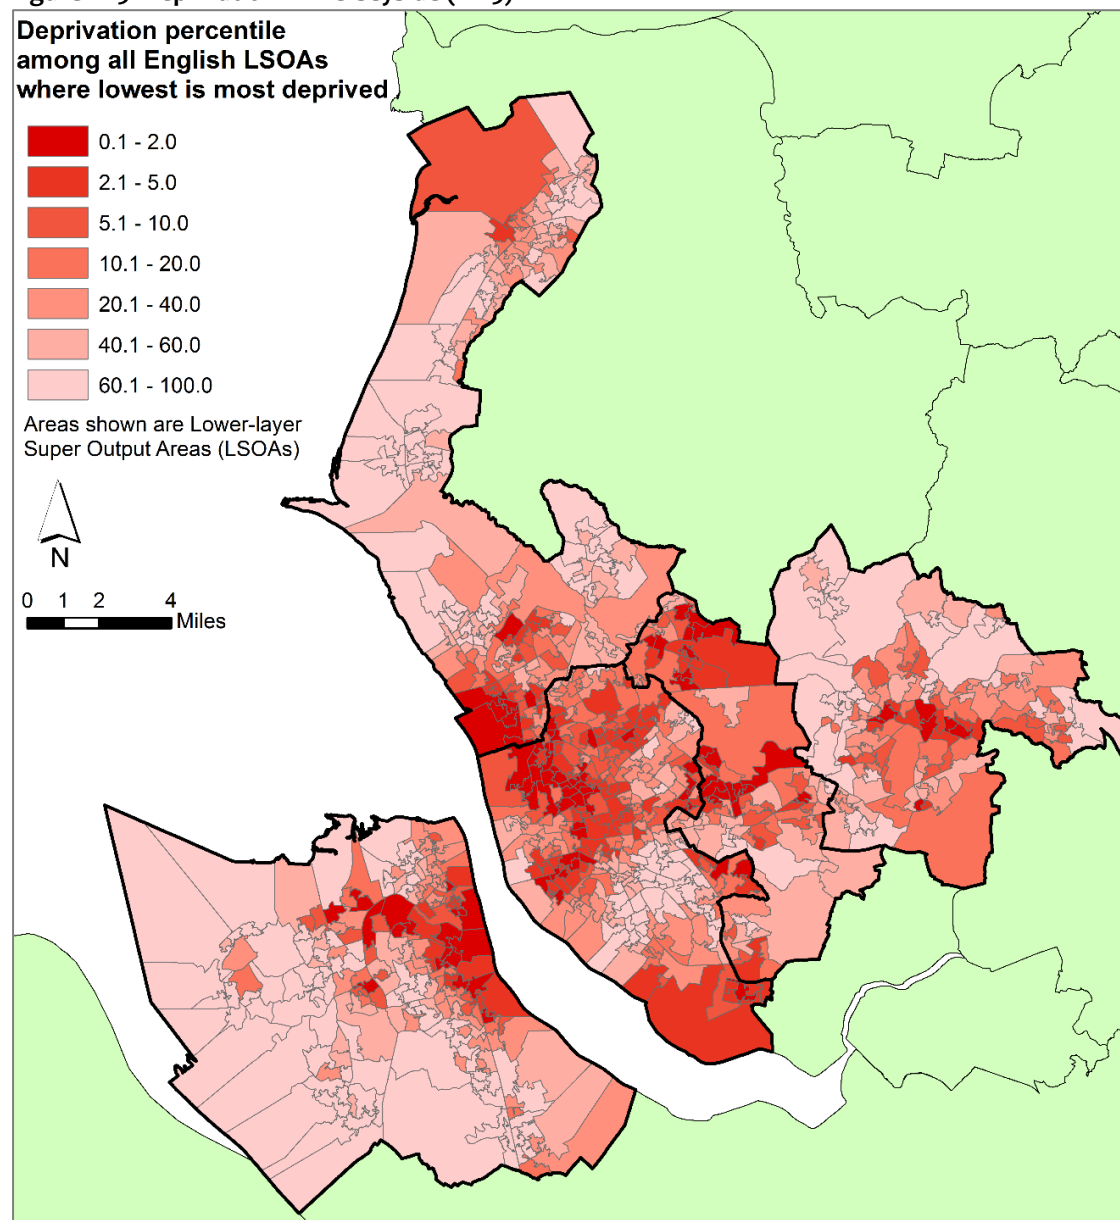 Deprivation percentile
among all English LSOAs
where lowest is most deprived
0.1 - 2.0
2.1 - 5.0
5.1 - 10.0
10.1 - 20.0
20.1 - 40.0
40.1 - 60.0
60.1 - 100.0
Areas shown are Lower-layer
Super Output Areas (LSOAs)
N
0 1 2 4
Miles